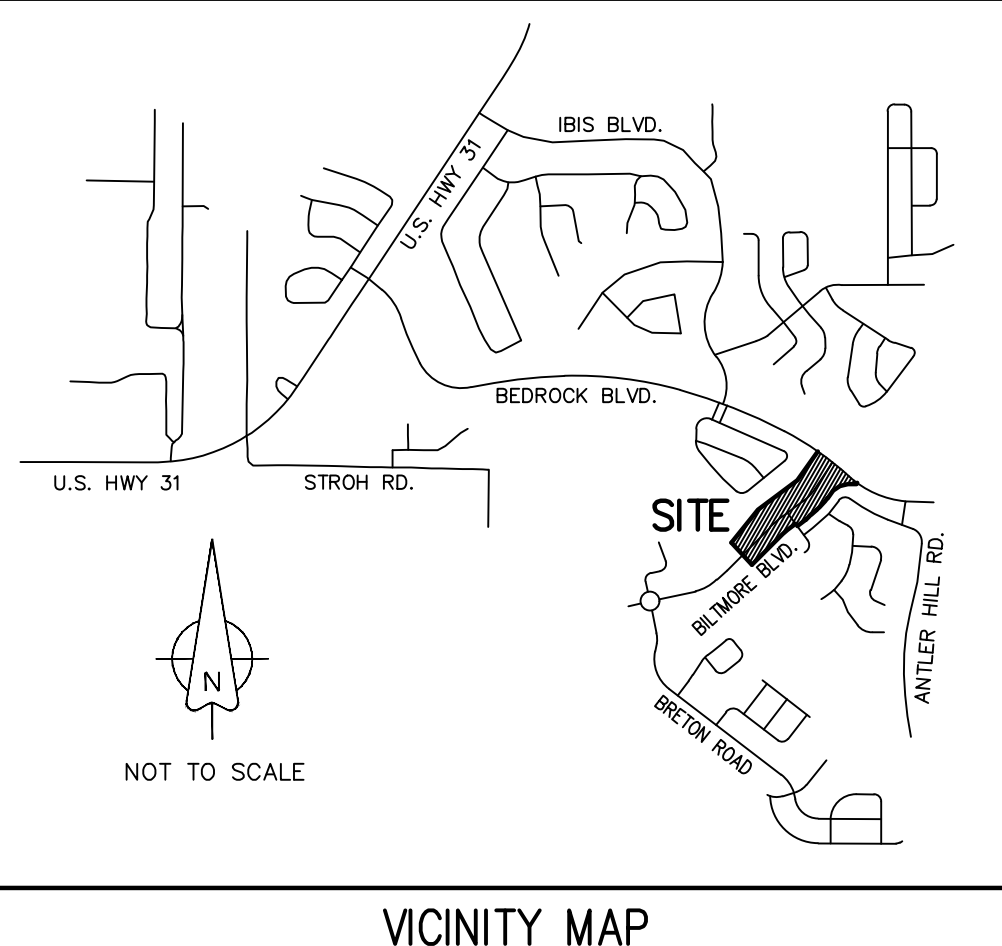 IBIS BLVD.
U.S. HWY 31
BEDROCK BLVD.
U.S. HWY 31
STROH RD.
SITE
BILTMORE BLVD.
ANTLER HILL RD.
N
BRETON ROAD
NOT TO SCALE
VICINITY MAP